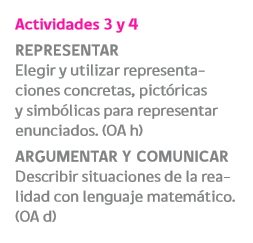 Actividades 3 y 4
REPRESENTAR
Elegir y utilizar representa-
ciones concretas, pictóricas
y simbólicas para representar
enunciados. (OA h)
ARGUMENTAR Y COMUNICAR
Describir situaciones de la rea-
lidad con lenguaje matemático.
(OA d)